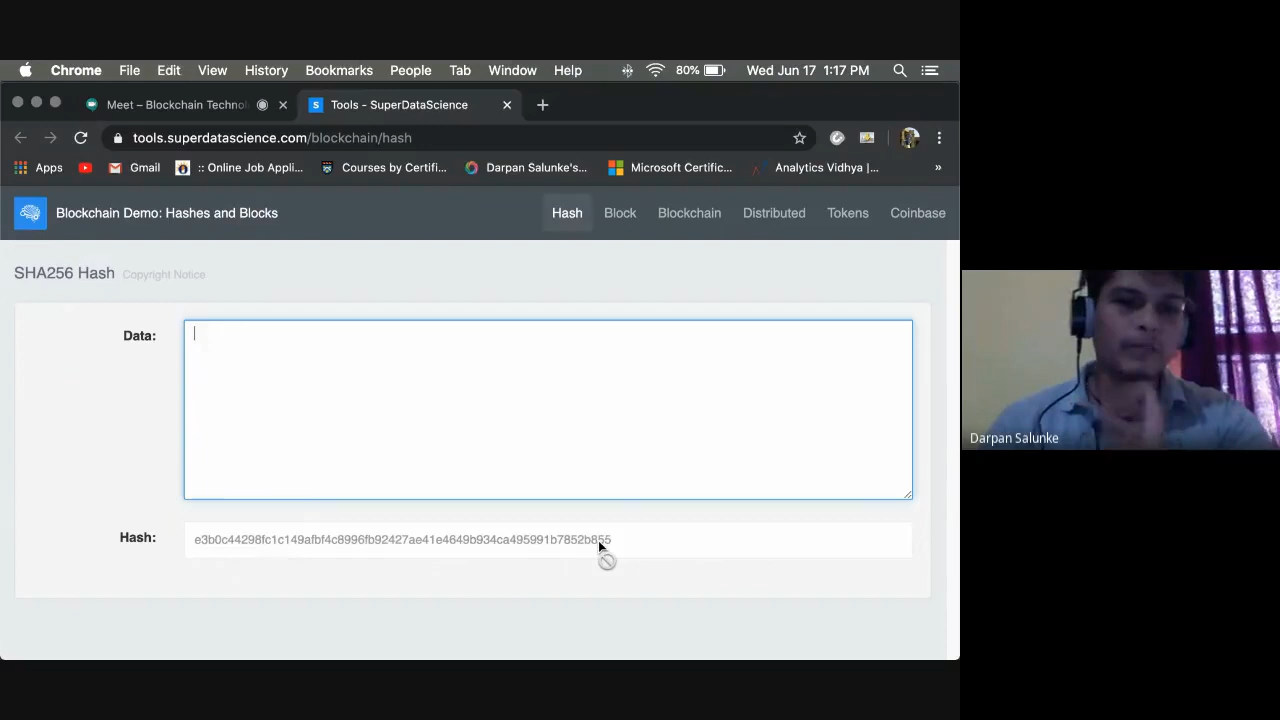 Chrome File Edit View History Bookmarks People Tab Window Help 80% Wed Jun 17 1:17 PM
Meet – Blockchain Technol Tools - SuperDataScience
tools.superdatascience.com/blockchain/hash
Apps Gmail :: Online Job Appli... Courses by Certifi... Darpan Salunke's... Microsoft Certific... Analytics Vidhya |... »
Blockchain Demo: Hashes and Blocks Hash Block Blockchain Distributed Tokens Coinbase
SHA256 Hash Copyright Notice
Data:
Hash: e3b0c44298fc1c149afbf4c8996fb92427ae41e4649b934ca495991b7852b855
Darpan Salunke